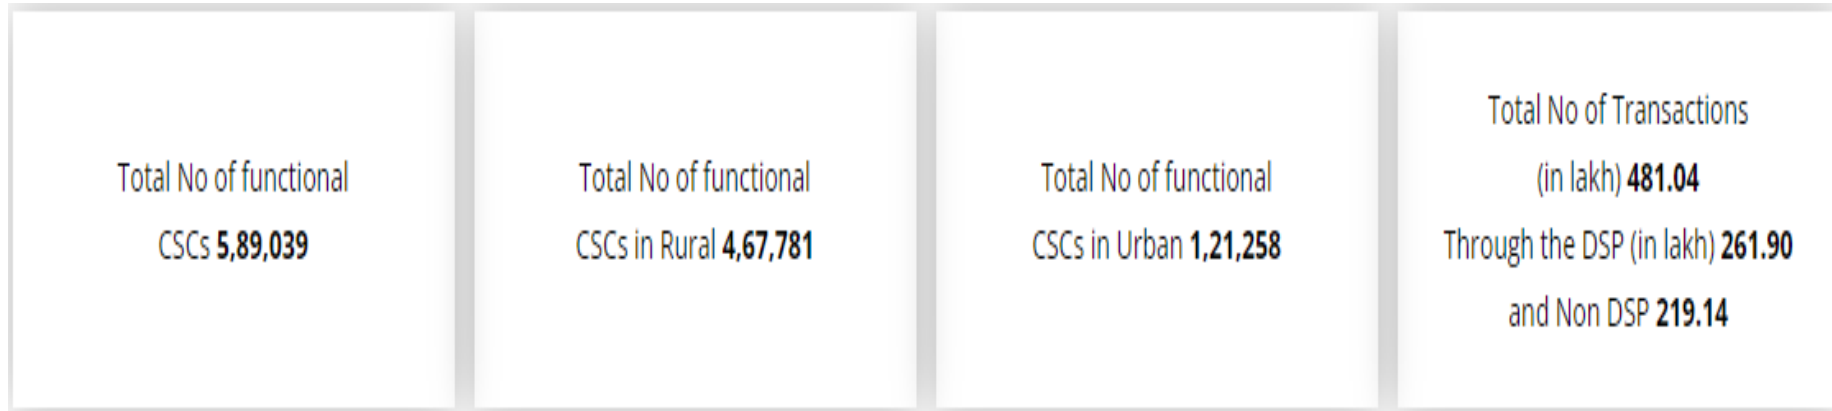 Total No of functional
CSCs 5,89,039
Total No of functional
CSCs in Rural 4,67,781
Total No of functional
CSCs in Urban 1,21,258
Total No of Transactions
(in lakh) 481.04
Through the DSP (in lakh) 261.90
and Non DSP 219.14